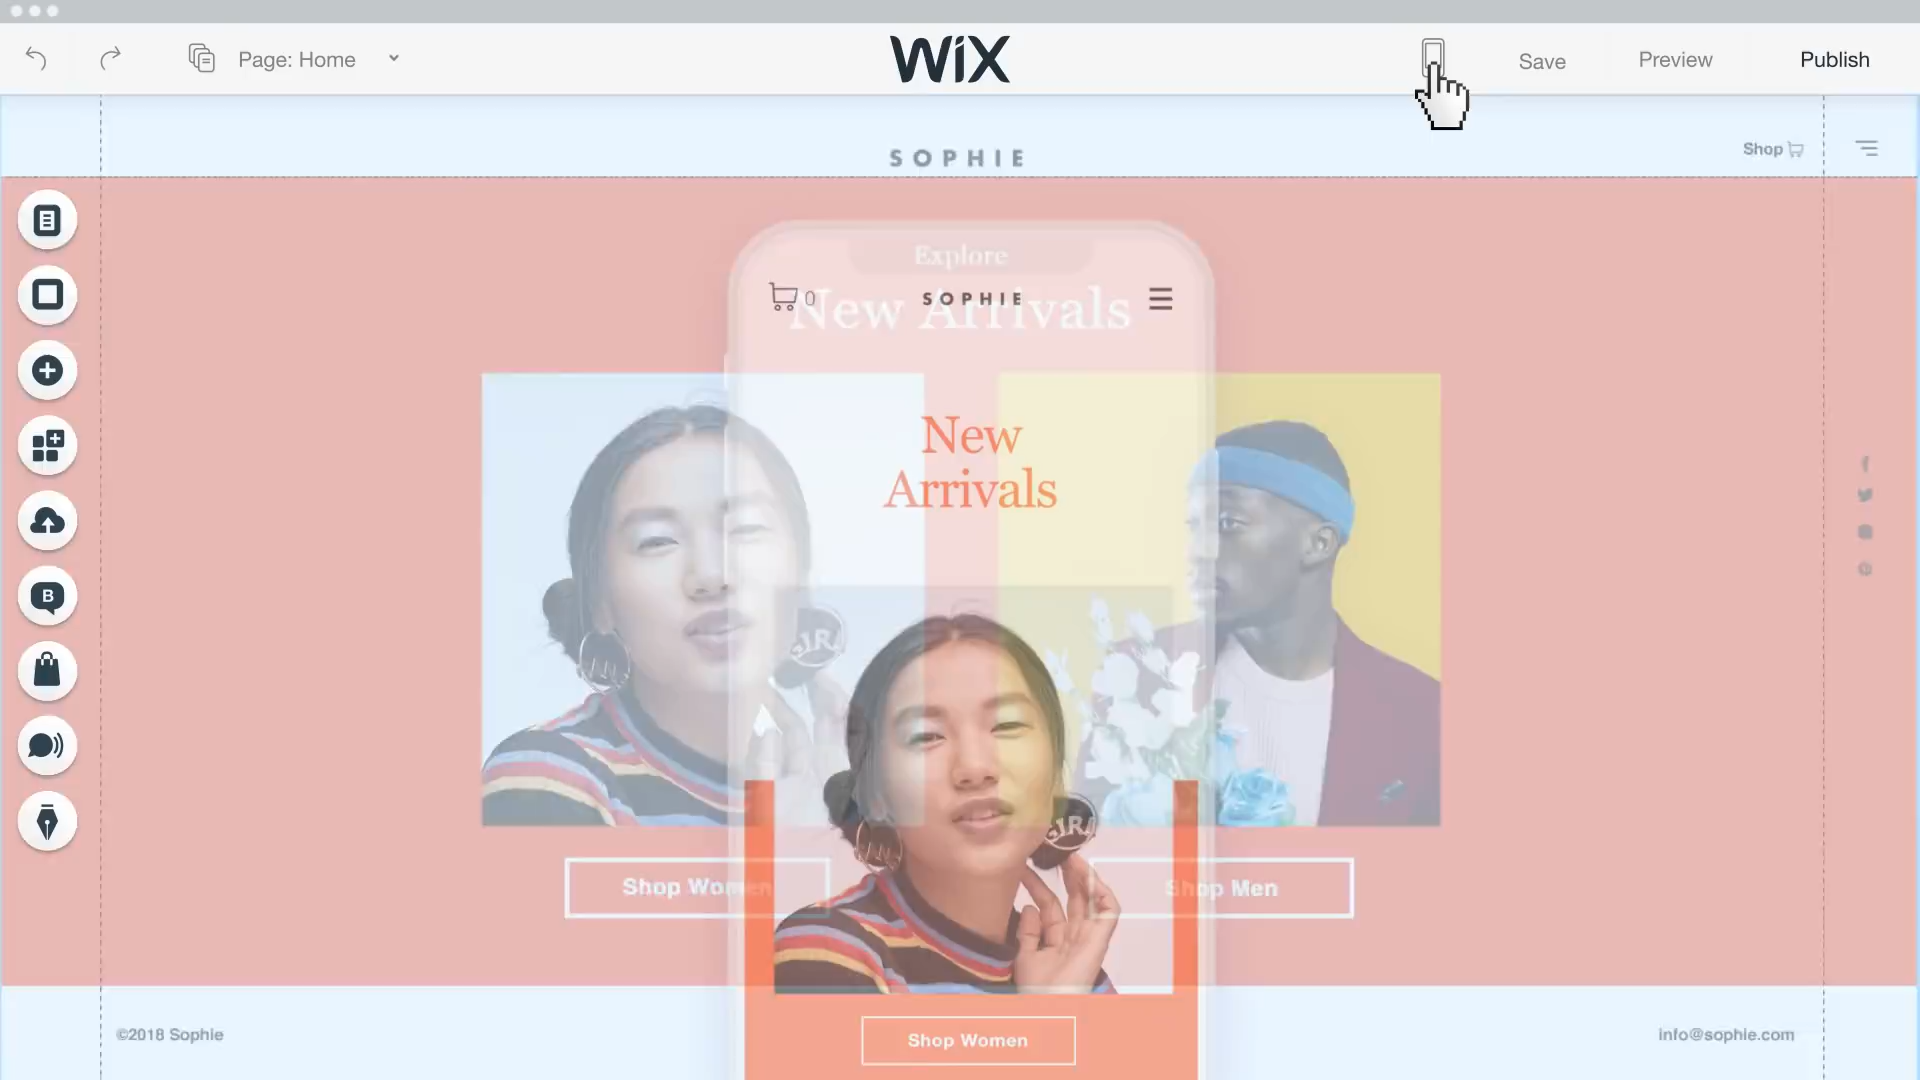 Page: Home
WiX
Save
Preview
Publish
SOPHIE
Shop
Explore
New Arrivals
0
SOPHIE
New
Arrivals
B
Shop Women
Shop Men
Shop Women
©2018 Sophie
info@sophie.com